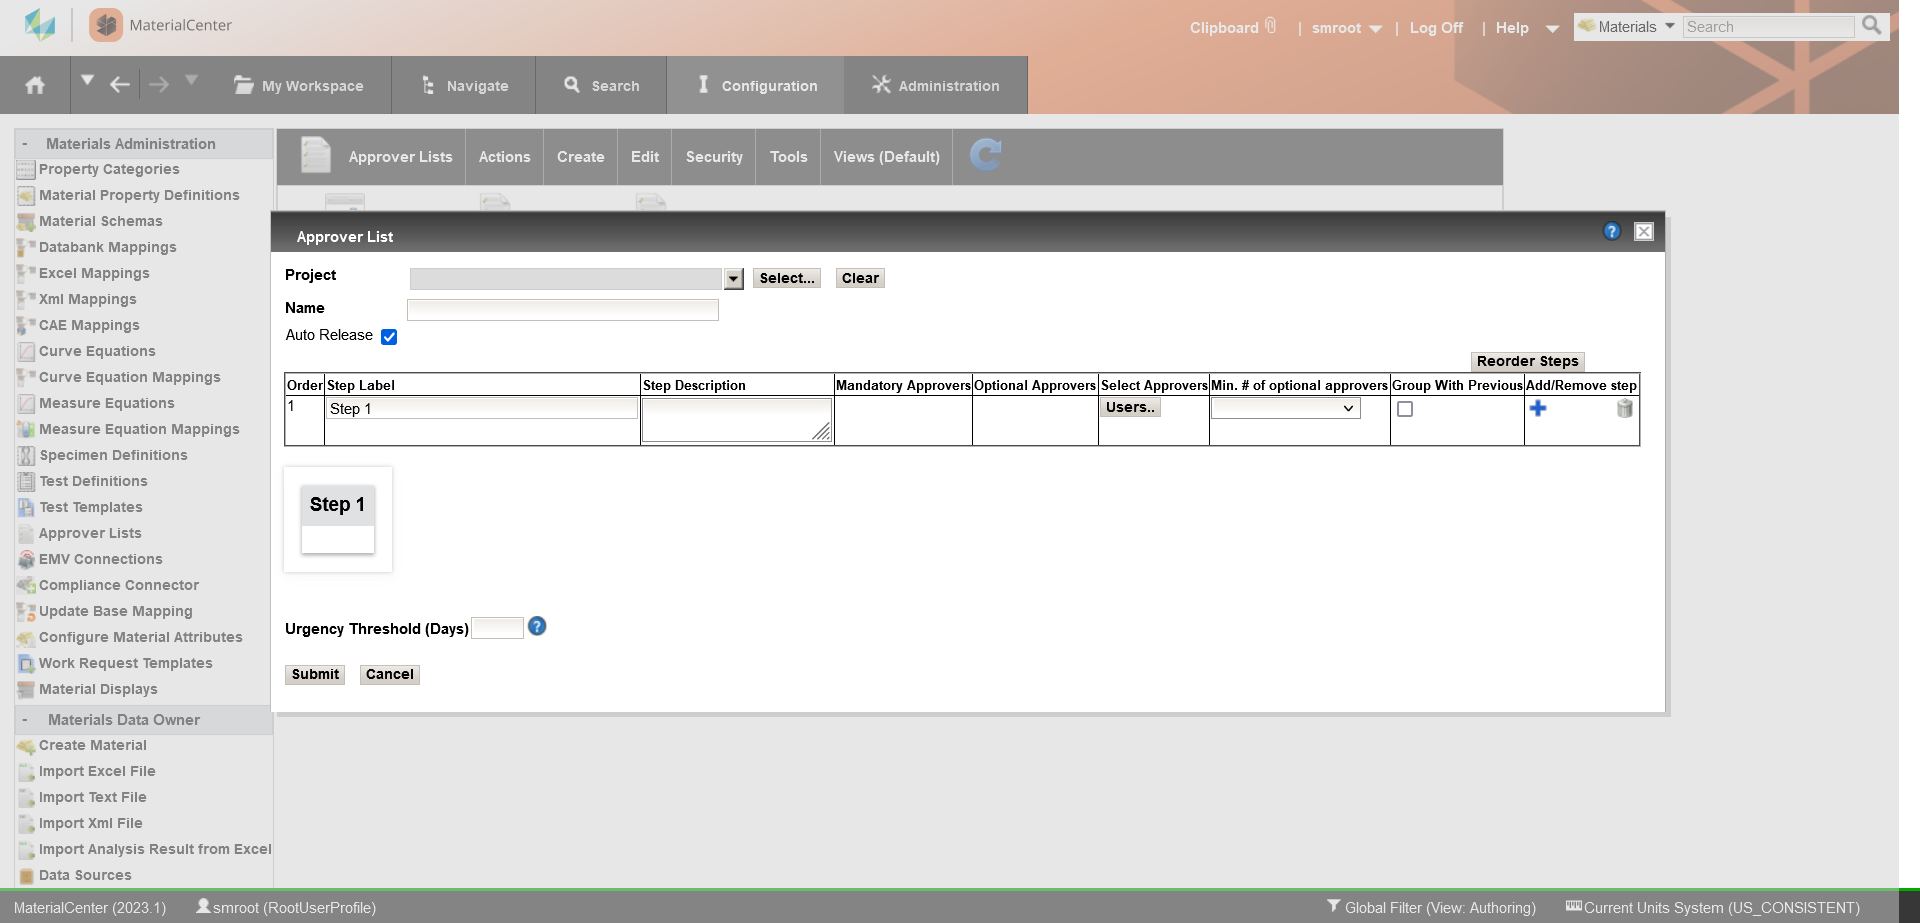 MaterialCenter
Clipboard | smroot | Log Off | Help
Materials
Search
My Workspace
Navigate
Search
Configuration
Administration
- Materials Administration
Property Categories
Material Property Definitions
Material Schemas
Databank Mappings
Excel Mappings
Xml Mappings
CAE Mappings
Curve Equations
Curve Equation Mappings
Measure Equations
Measure Equation Mappings
Specimen Definitions
Test Definitions
Test Templates
Approver Lists
EMV Connections
Compliance Connector
Update Base Mapping
Configure Material Attributes
Work Request Templates
Material Displays
- Materials Data Owner
Create Material
Import Excel File
Import Text File
Import Xml File
Import Analysis Result from Excel
Data Sources
Approver Lists
Actions
Create
Edit
Security
Tools
Views (Default)
Approver List
?
Project
Select...
Clear
Name
Auto Release
Reorder Steps
Order Step Label Step Description Mandatory Approvers Optional Approvers Select Approvers Min. # of optional approvers Group With Previous Add/Remove step
1 Step 1 Users..
Step 1
Urgency Threshold (Days) ?
Submit
Cancel
MaterialCenter (2023.1)
smroot (RootUserProfile)
Global Filter (View: Authoring)
Current Units System (US_CONSISTENT)